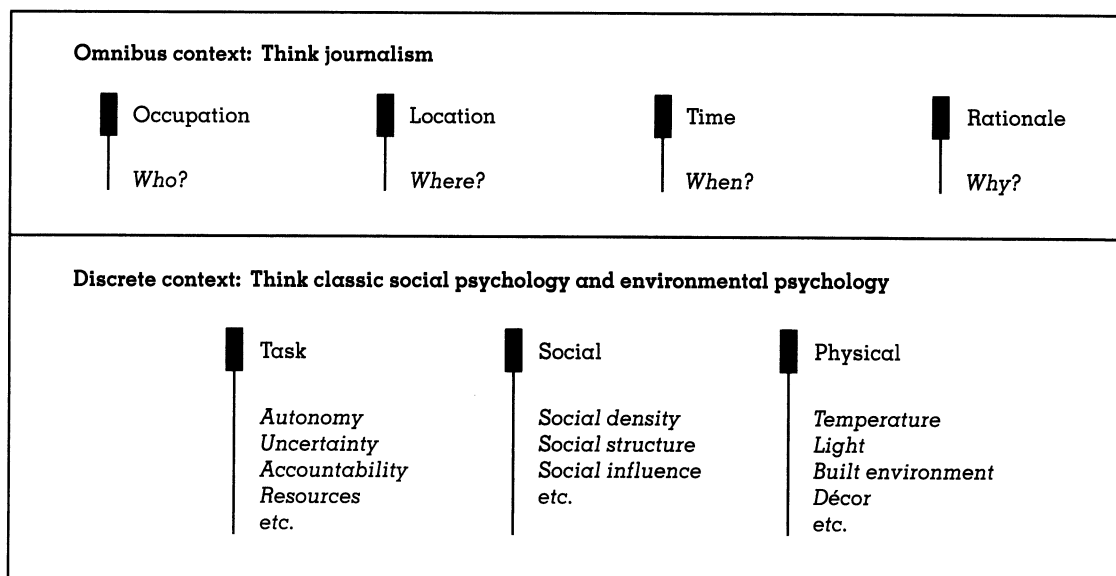 Omnibus context: Think journalism
Occupation
Location
Time
Rationale
Who?
Where?
When?
Why?
Discrete context: Think classic social psychology and environmental psychology
Task
Social
Physical
Autonomy
Uncertainty
Accountability
Resources
etc.
Social density
Social structure
Social influence
etc.
Temperature
Light
Built environment
Décor
etc.